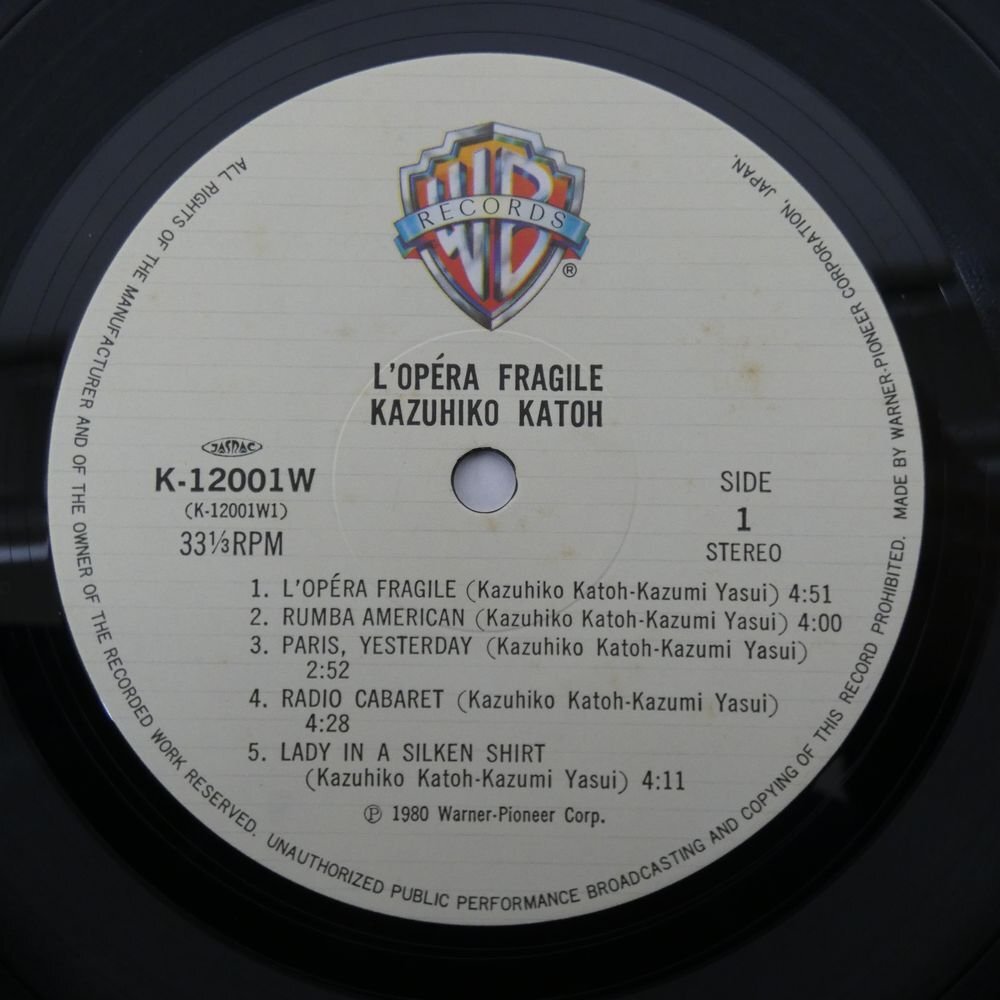 WB
RECORDS
®
L'OPÉRA FRAGILE
KAZUHIKO KATOH
JASRAC
K-12001W
(K-12001W1)
33⅓RPM
SIDE
1
STEREO
1. L'OPÉRA FRAGILE (Kazuhiko Katoh-Kazumi Yasui) 4:51
2. RUMBA AMERICAN (Kazuhiko Katoh-Kazumi Yasui) 4:00
3. PARIS, YESTERDAY (Kazuhiko Katoh-Kazumi Yasui)
2:52
4. RADIO CABARET (Kazuhiko Katoh-Kazumi Yasui)
4:28
5. LADY IN A SILKEN SHIRT
(Kazuhiko Katoh-Kazumi Yasui) 4:11
Ⓟ 1980 Warner-Pioneer Corp.
ALL RIGHTS OF THE MANUFACTURER AND OF THE OWNER OF THE RECORDED WORK RESERVED. UNAUTHORIZED PUBLIC PERFORMANCE BROADCASTING AND COPYING OF THIS RECORD PROHIBITED. MADE BY WARNER-PIONEER CORPORATION, JAPAN.